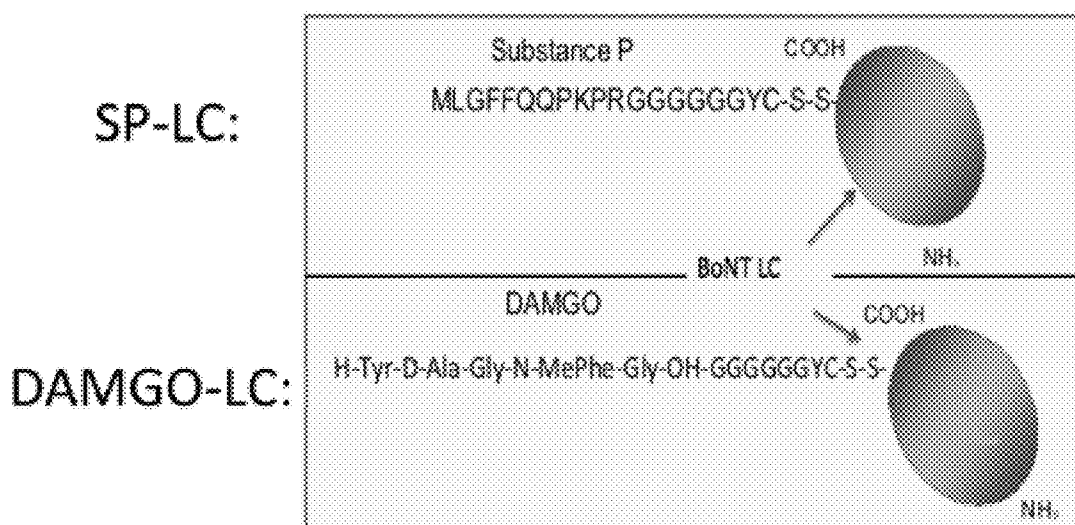 Substance P
COOH
SP-LC:
MLGFFQQPKPRGGGGGGYC-S-S-
NH₂
BoNT LC
DAMGO
COOH
H-Tyr-D-Ala-Gly-N-MePhe-Gly-OH-GGGGGGYC-S-S-
DAMGO-LC:
NH₂